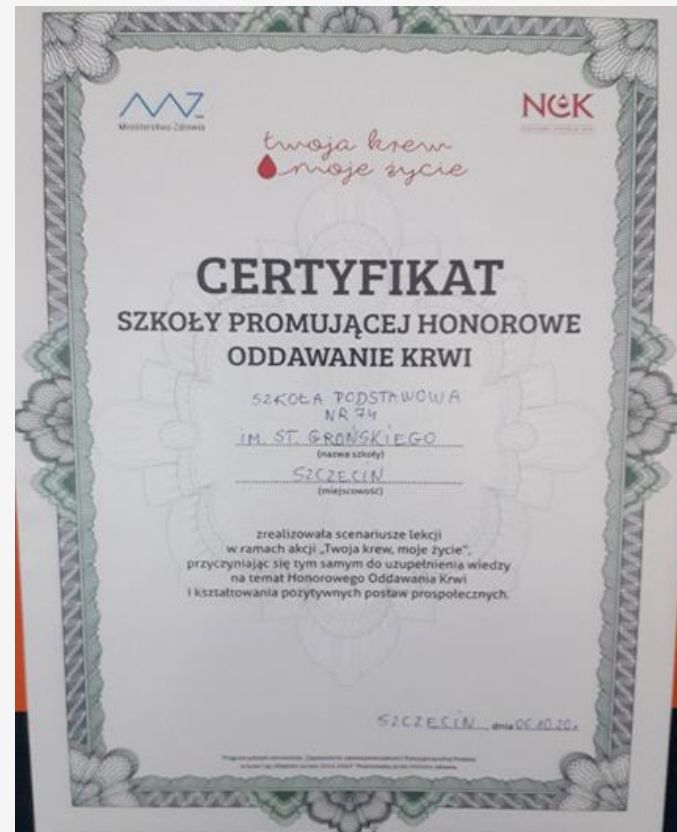 Ministerstwo Zdrowia
NCK
twoja krew
moje życie
CERTYFIKAT
SZKOŁY PROMUJĄCEJ HONOROWE
ODDAWANIE KRWI
SZKOŁA PODSTAWOWA
NR 74
IM. ST. GROŃSKIEGO
(nazwa szkoły)
SZCZECIN
(miejscowość)
zrealizowała scenariusze lekcji
w ramach akcji „Twoja krew, moje życie”,
przyczyniając się tym samym do uzupełnienia wiedzy
na temat Honorowego Oddawania Krwi
i kształtowania pozytywnych postaw prospołecznych.
SZCZECIN dnia 06.10.20r